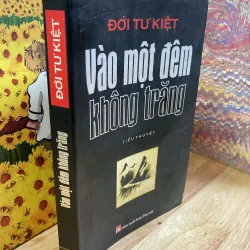 ĐỚI TƯ KIỆT
Vào một đêm
không trăng
TIỂU THUYẾT
ĐỚI TƯ KIỆT
Vào một đêm không trăng